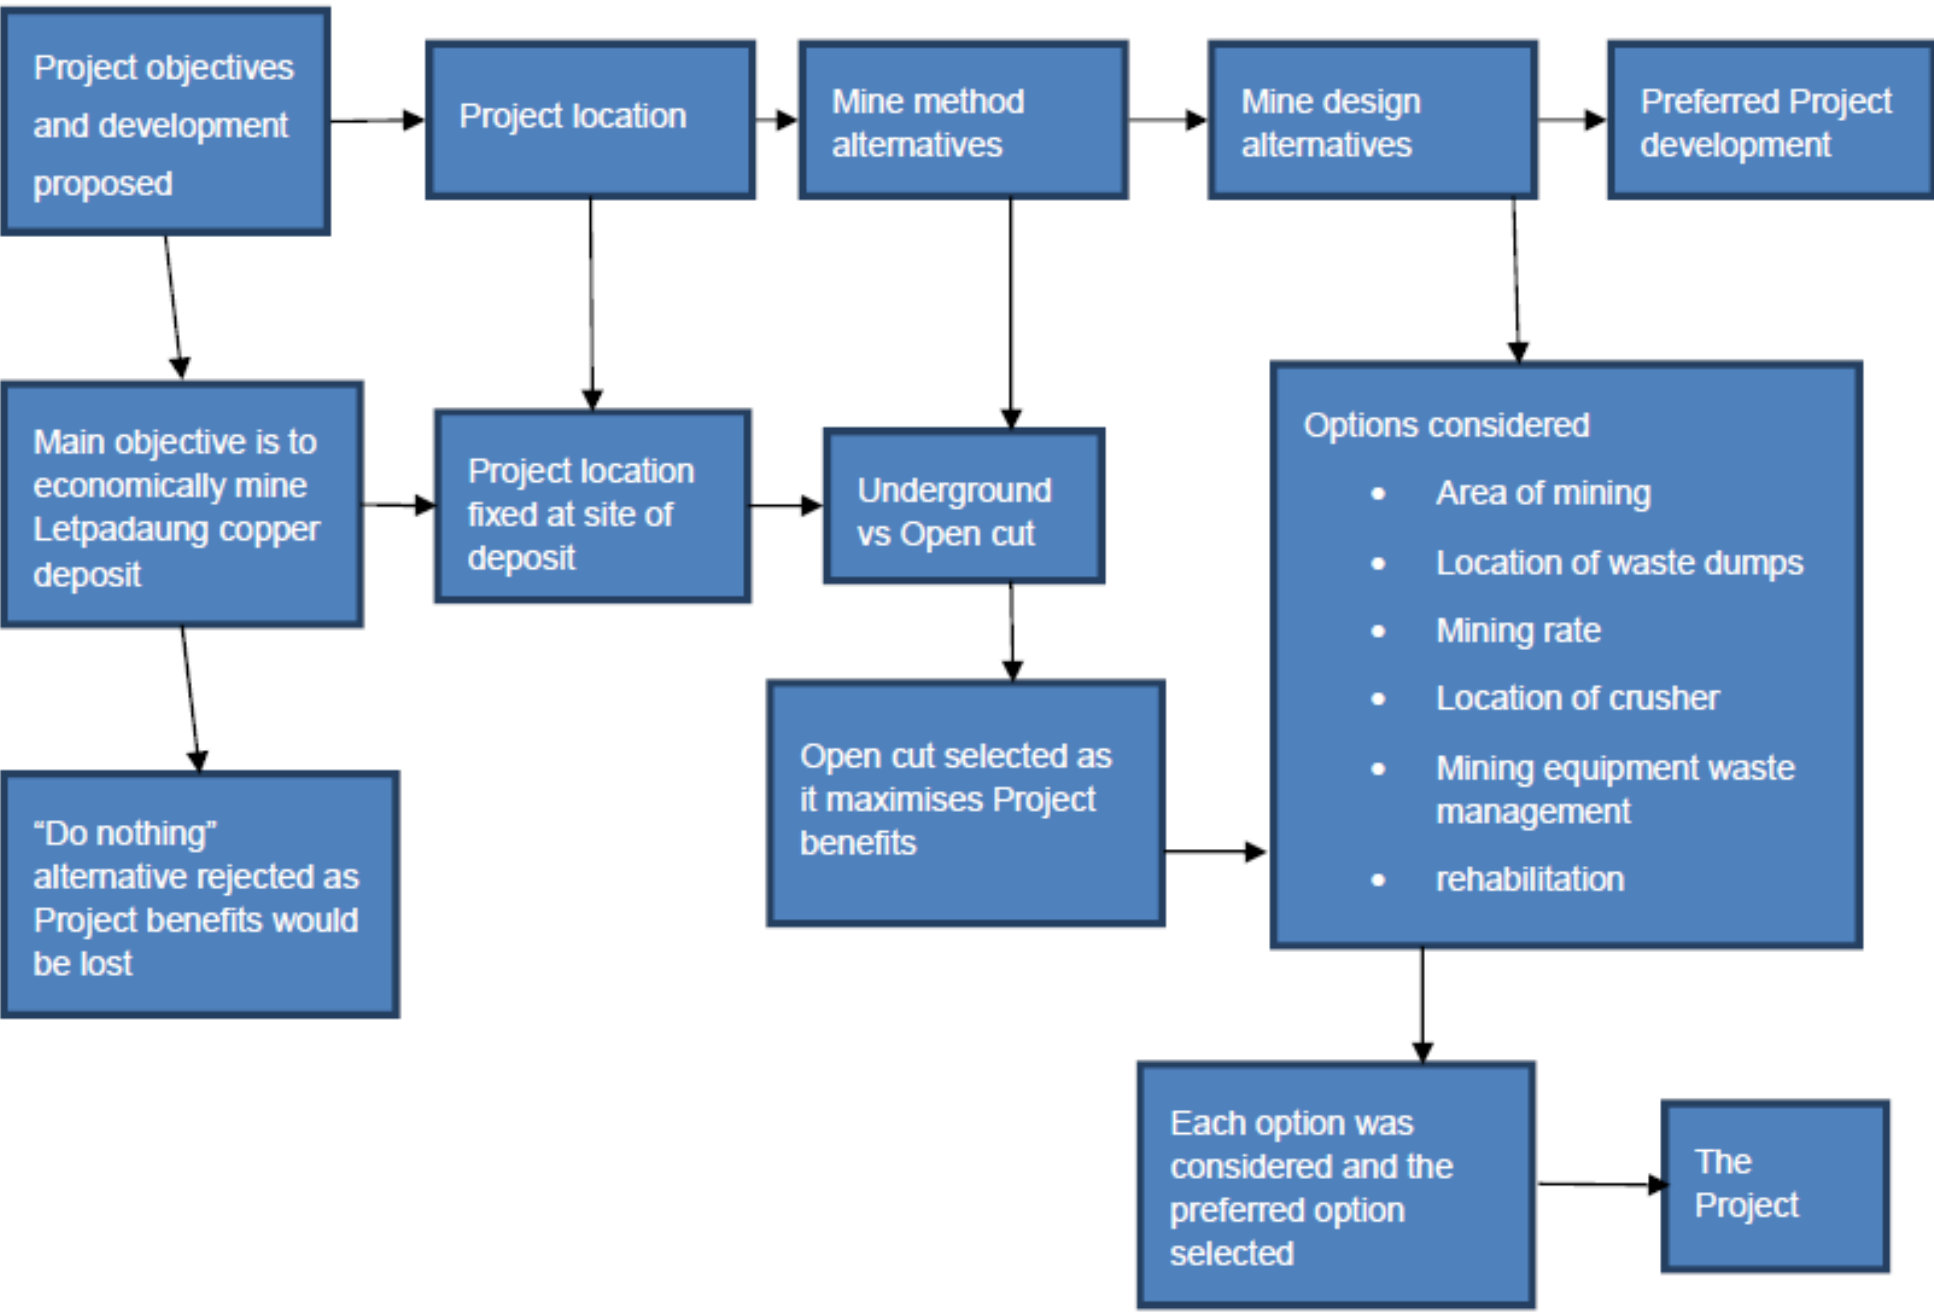 Project objectives
and development
proposed
Project location
Mine method
alternatives
Mine design
alternatives
Preferred Project
development
Main objective is to
economically mine
Letpadaung copper
deposit
Project location
fixed at site of
deposit
Underground
vs Open cut
Options considered
• Area of mining
• Location of waste dumps
• Mining rate
• Location of crusher
• Mining equipment waste
management
• rehabilitation
Open cut selected as
it maximises Project
benefits
“Do nothing”
alternative rejected as
Project benefits would
be lost
Each option was
considered and the
preferred option
selected
The
Project